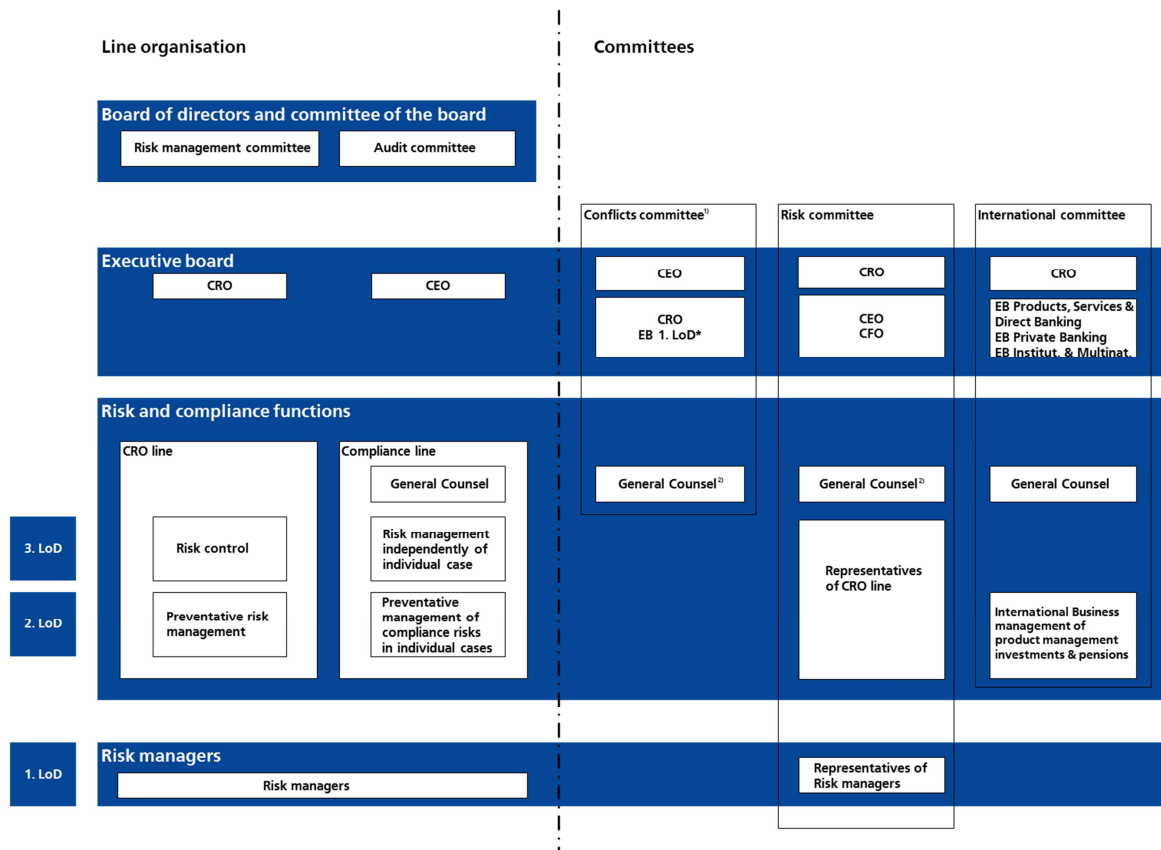 Line organisation
Committees
Board of directors and committee of the board
Risk management committee
Audit committee
Conflicts committee1)
Risk committee
International committee
Executive board
CRO
CEO
CEO
CRO
EB 1. LoD*
CRO
CEO
CFO
CRO
EB Products, Services &
Direct Banking
EB Private Banking
EB Institut. & Multinat.
Risk and compliance functions
CRO line
Compliance line
General Counsel
General Counsel2)
General Counsel2)
General Counsel
3. LoD
Risk control
Risk management
independently of
individual case
Representatives
of CRO line
2. LoD
Preventative risk
management
Preventative
management of
compliance risks
in individual cases
International Business
management of
product management
investments & pensions
1. LoD
Risk managers
Risk managers
Representatives of
Risk managers